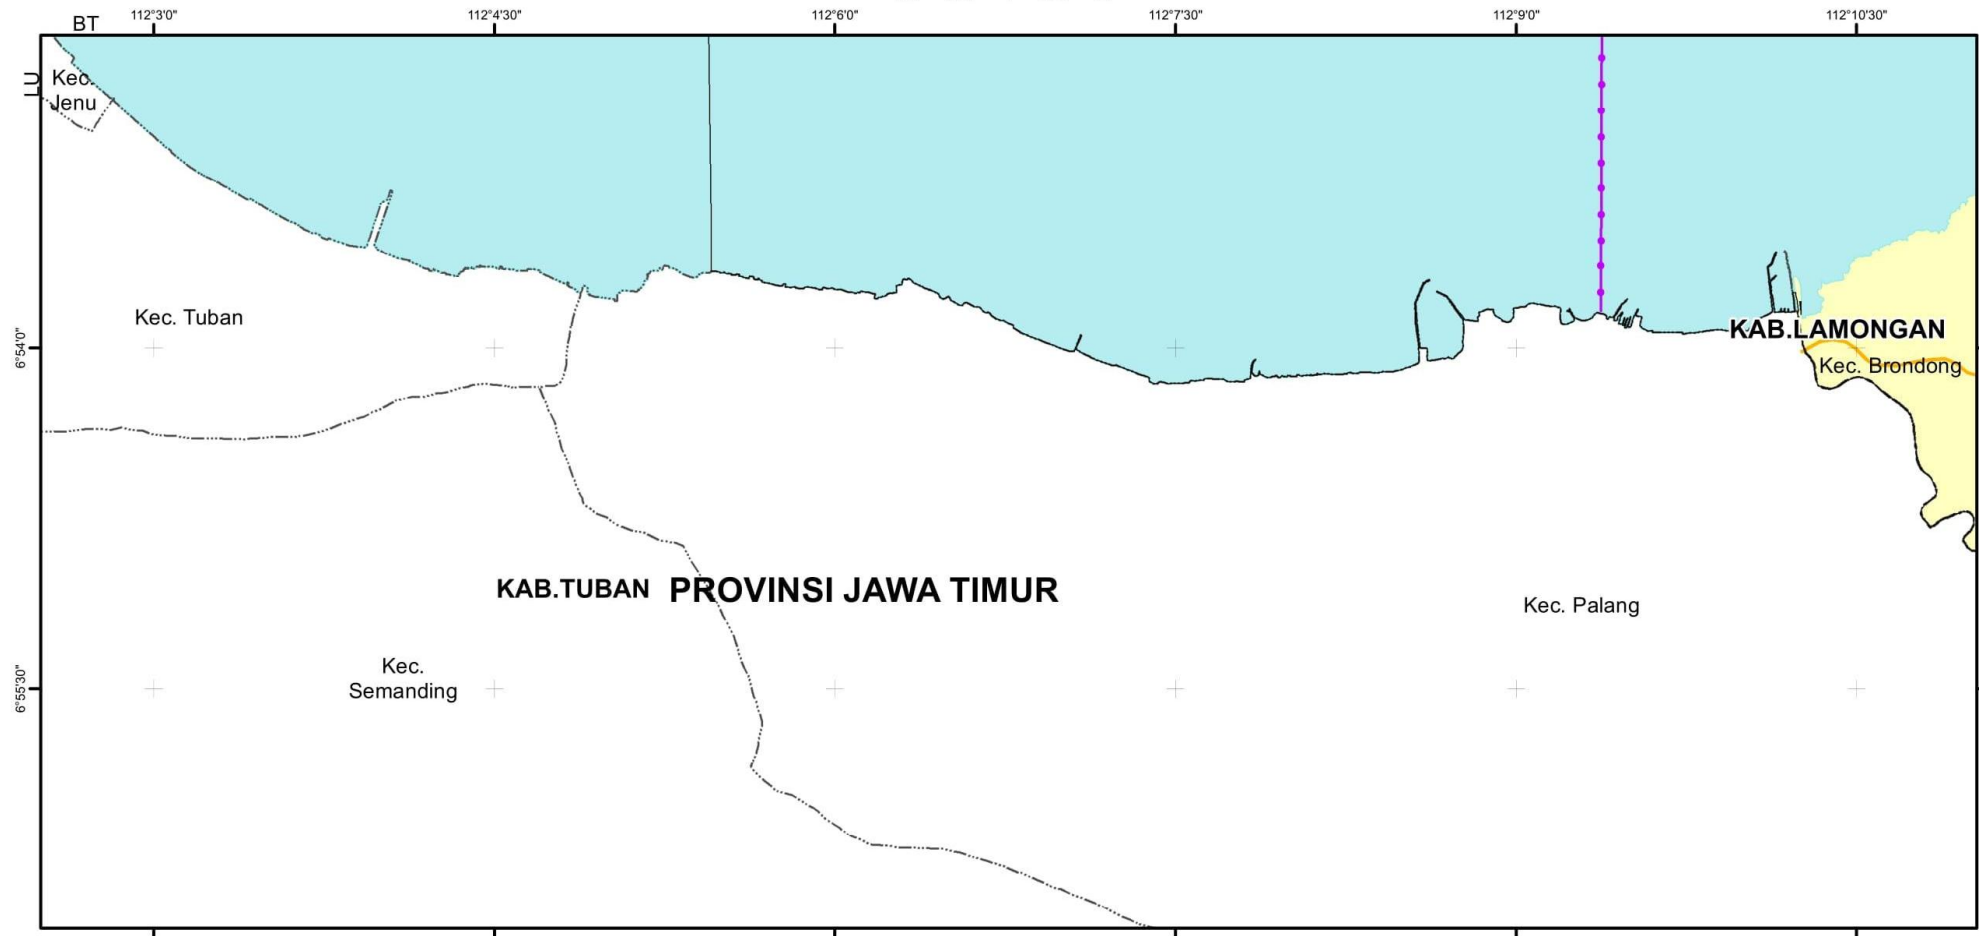 112°3'0"
112°4'30"
112°6'0"
112°7'30"
112°9'0"
112°10'30"
BT
LU
Kec.
Jenu
Kec. Tuban
6°54'0"
KAB.LAMONGAN
Kec. Brondong
KAB.TUBAN
PROVINSI JAWA TIMUR
Kec. Palang
Kec.
Semanding
6°55'30"